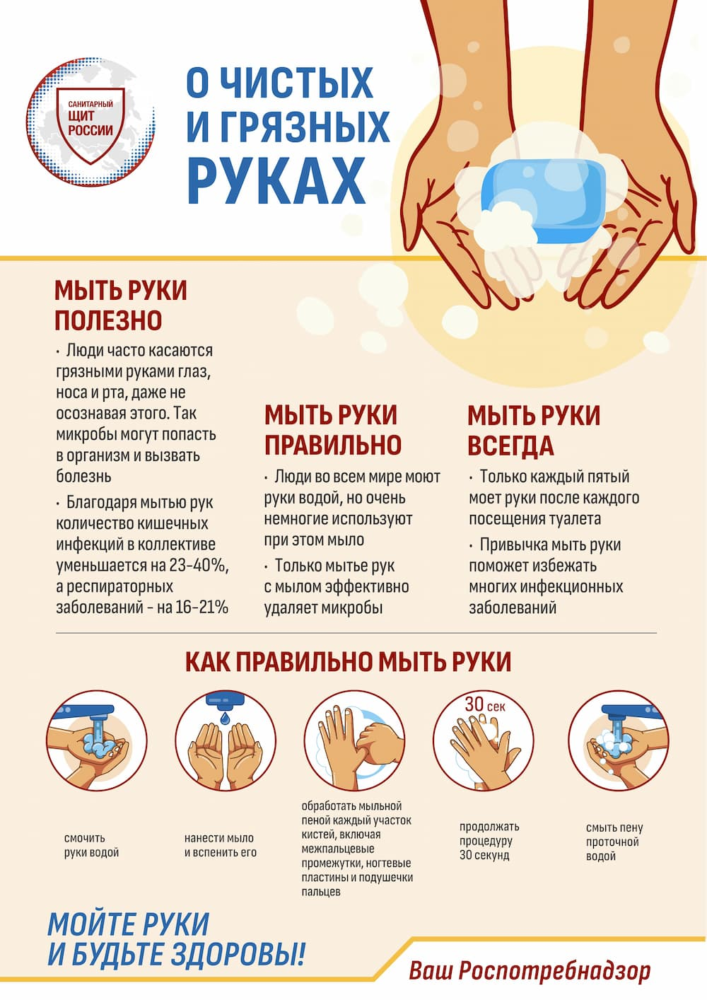 САНИТАРНЫЙ
ЩИТ
РОССИИ
О ЧИСТЫХ
И ГРЯЗНЫХ
РУКАХ
МЫТЬ РУКИ
ПОЛЕЗНО
· Люди часто касаются
грязными руками глаз,
носа и рта, даже не
осознавая этого. Так
микробы могут попасть
в организм и вызвать
болезнь
· Благодаря мытью рук
количество кишечных
инфекций в коллективе
уменьшается на 23-40%,
а респираторных
заболеваний - на 16-21%
МЫТЬ РУКИ
ПРАВИЛЬНО
· Люди во всем мире моют
руки водой, но очень
немногие используют
при этом мыло
· Только мытье рук
с мылом эффективно
удаляет микробы
МЫТЬ РУКИ
ВСЕГДА
· Только каждый пятый
моет руки после каждого
посещения туалета
· Привычка мыть руки
поможет избежать
многих инфекционных
заболеваний
КАК ПРАВИЛЬНО МЫТЬ РУКИ
смочить
руки водой
нанести мыло
и вспенить его
обработать мыльной
пеной каждый участок
кистей, включая
межпальцевые
промежутки, ногтевые
пластины и подушечки
пальцев
30 сек
продолжать
процедуру
30 секунд
смыть пену
проточной
водой
МОЙТЕ РУКИ
И БУДЬТЕ ЗДОРОВЫ!
Ваш Роспотребнадзор